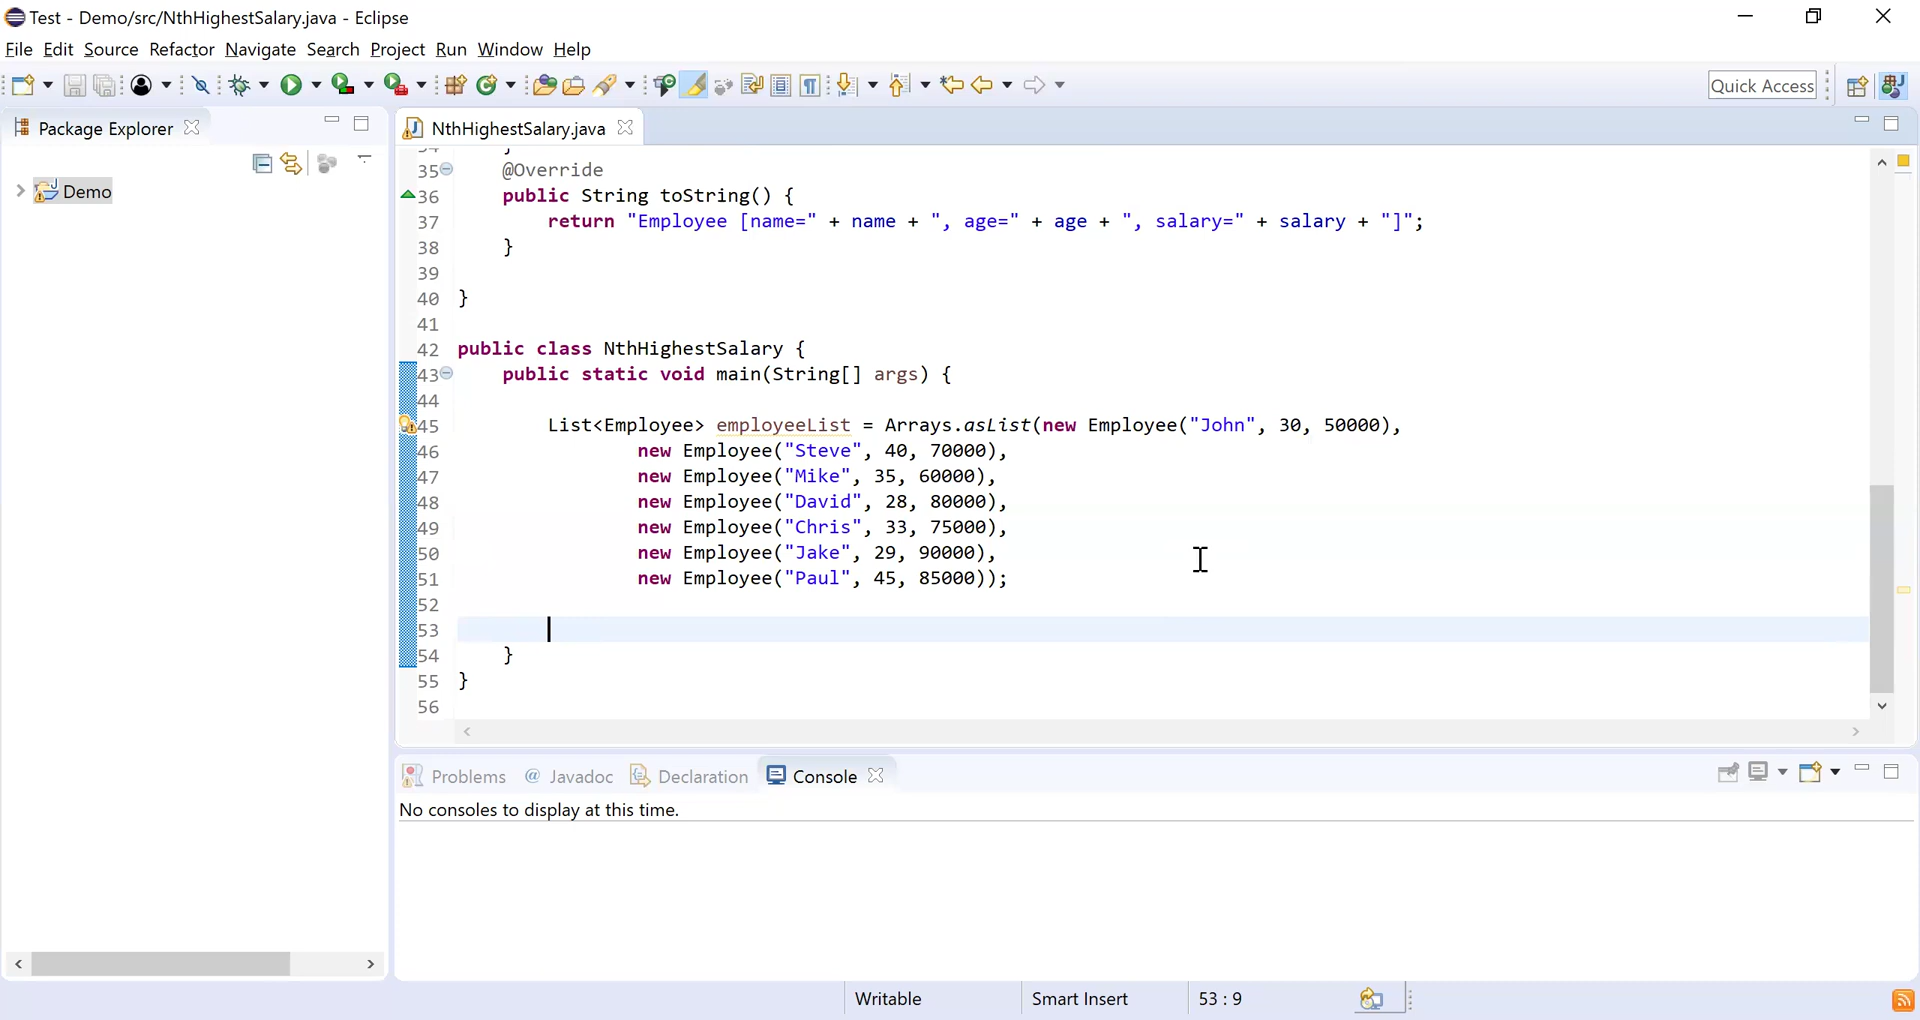 Test - Demo/src/NthHighestSalary.java - Eclipse
File Edit Source Refactor Navigate Search Project Run Window Help
Quick Access
Package Explorer
Demo
NthHighestSalary.java
35 @Override
36 public String toString() {
37 return "Employee [name=" + name + ", age=" + age + ", salary=" + salary + "]";
38 }
39
40 }
41
42 public class NthHighestSalary {
43 public static void main(String[] args) {
44
45 List<Employee> employeeList = Arrays.asList(new Employee("John", 30, 50000),
46 new Employee("Steve", 40, 70000),
47 new Employee("Mike", 35, 60000),
48 new Employee("David", 28, 80000),
49 new Employee("Chris", 33, 75000),
50 new Employee("Jake", 29, 90000),
51 new Employee("Paul", 45, 85000));
52
53
54 }
55 }
56
Problems @ Javadoc Declaration Console
No consoles to display at this time.
Writable Smart Insert 53 : 9